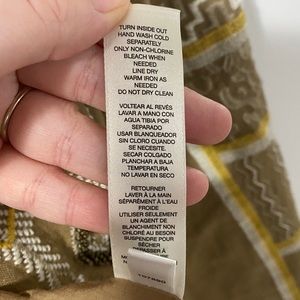 TURN INSIDE OUT
HAND WASH COLD
SEPARATELY
ONLY NON-CHLORINE
BLEACH WHEN
NEEDED
LINE DRY
WARM IRON AS
NEEDED
DO NOT DRY CLEAN
VOLTEAR AL REVÉS
LAVAR A MANO CON
AGUA TIBIA POR
SEPARADO
USAR BLANQUEADOR
SIN CLORO CUANDO
SE NECESITE.
SECAR COLGADO
PLANCHAR A BAJA
TEMPERATURA
NO LAVAR EN SECO
RETOURNER
LAVER À LA MAIN
SÉPARÉMENT À L'EAU
FROIDE
UTILISER SEULEMENT
UN AGENT DE
BLANCHIMENT NON
CHLORÉ AU BESOIN
SUSPENDRE POUR
SÉCHER